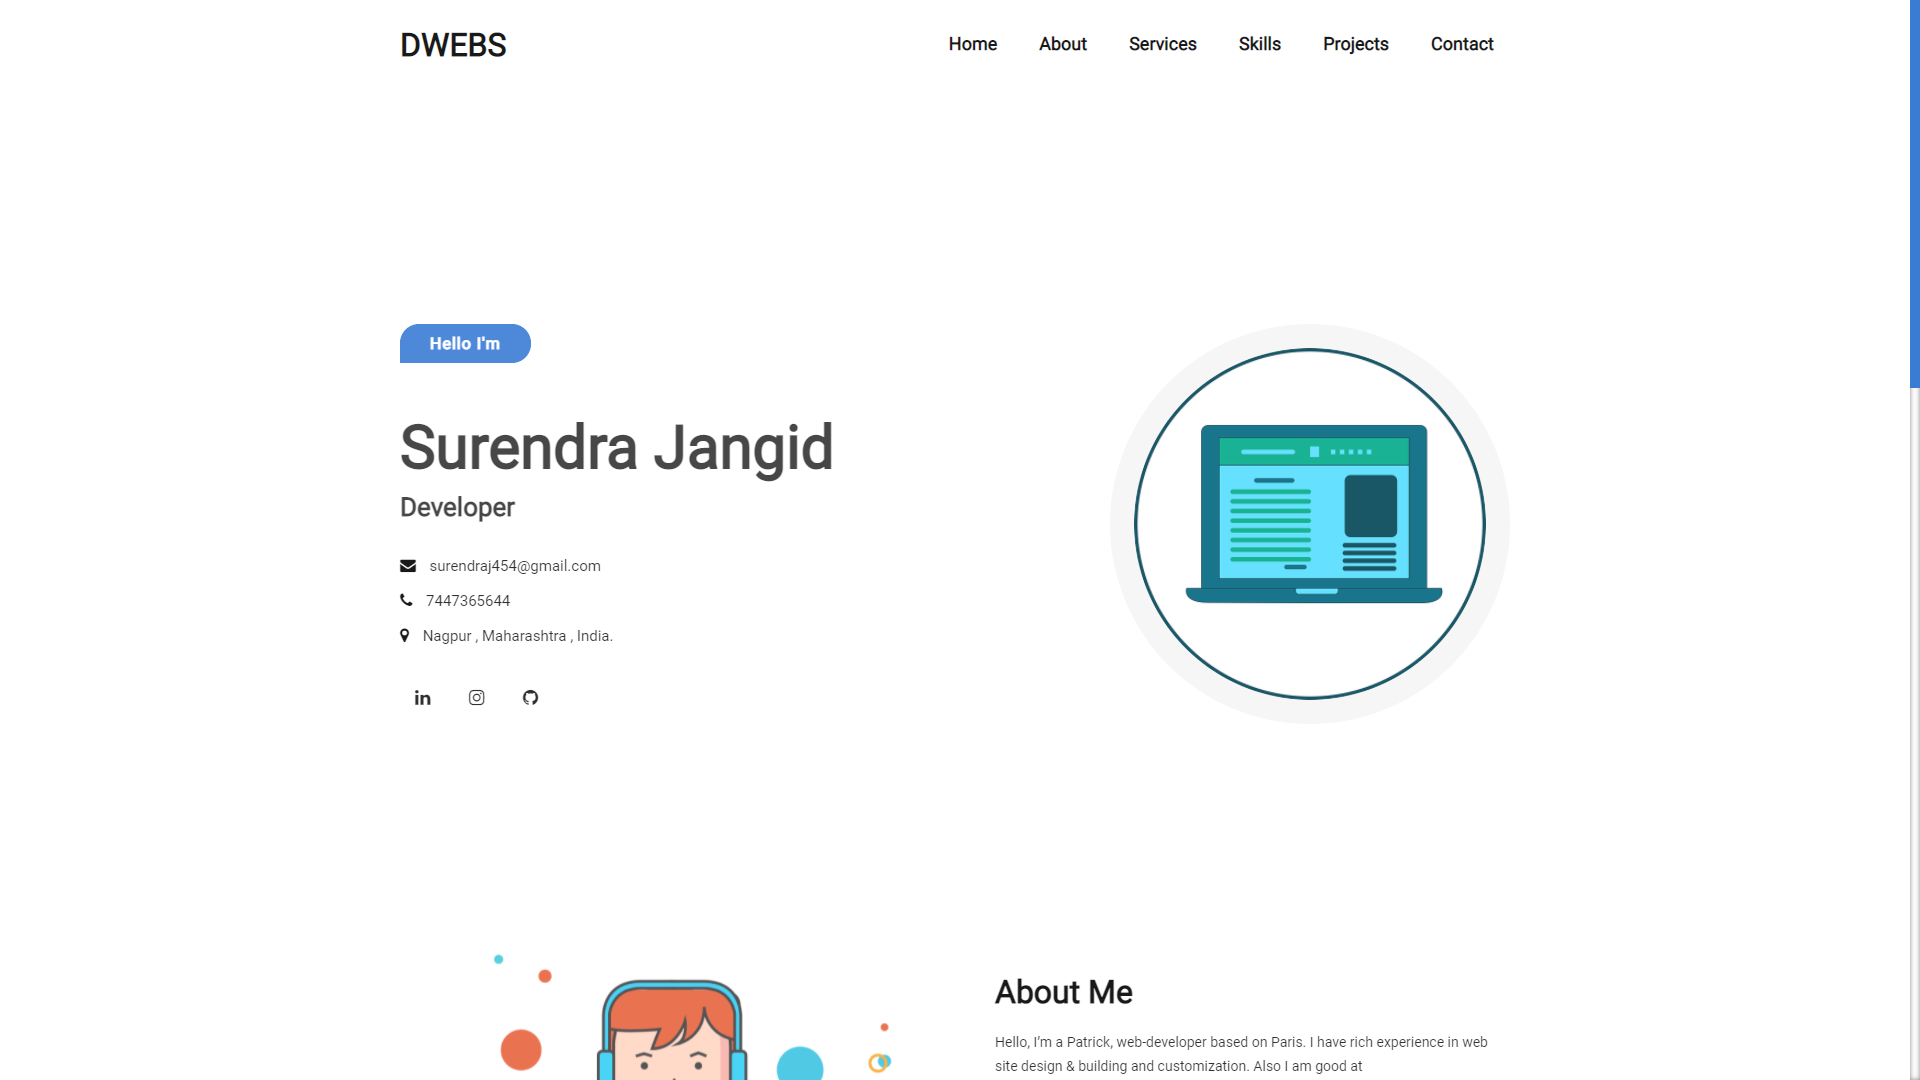 DWEBS
Home About Services Skills Projects Contact
Hello I'm
Surendra Jangid
Developer
surendraj454@gmail.com
7447365644
Nagpur , Maharashtra , India.
About Me
Hello, I’m a Patrick, web-developer based on Paris. I have rich experience in web
site design & building and customization. Also I am good at